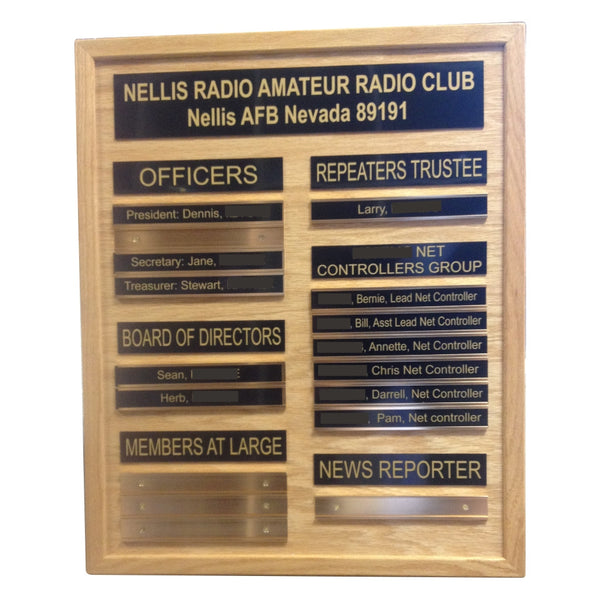 NELLIS RADIO AMATEUR RADIO CLUB
Nellis AFB Nevada 89191
OFFICERS
President: Dennis,
Secretary: Jane,
Treasurer: Stewart,
BOARD OF DIRECTORS
Sean,
Herb,
MEMBERS AT LARGE
REPEATERS TRUSTEE
Larry,
NET
CONTROLLERS GROUP
, Bernie, Lead Net Controller
, Bill, Asst Lead Net Controller
, Annette, Net Controller
Chris Net Controller
, Darrell, Net Controller
, Pam, Net controller
NEWS REPORTER